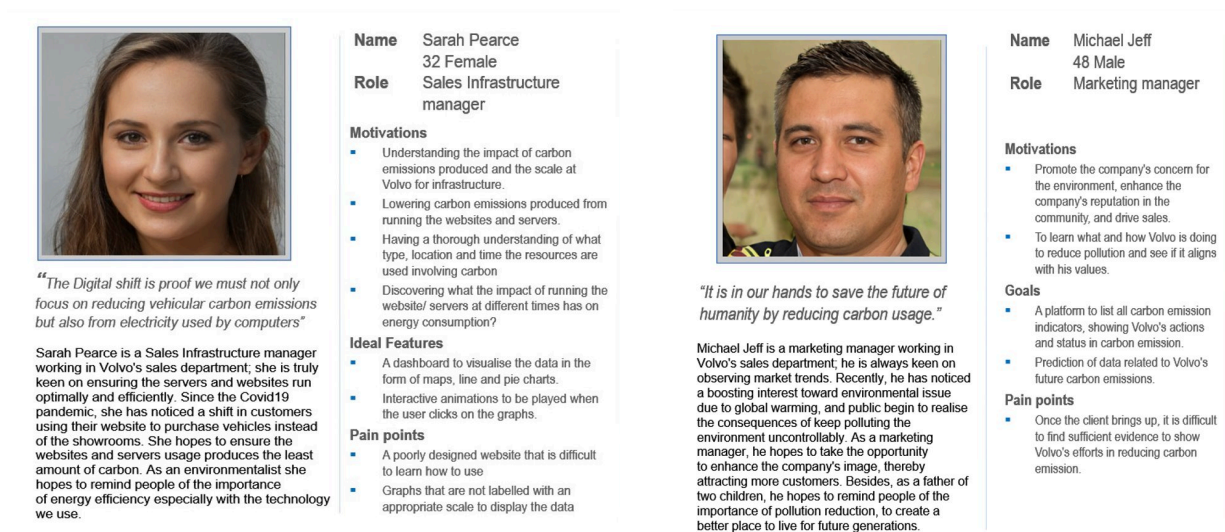 Name Sarah Pearce
32 Female
Role Sales Infrastructure
manager
Motivations
▪ Understanding the impact of carbon
emissions produced and the scale at
Volvo for infrastructure.
▪ Lowering carbon emissions produced from
running the websites and servers.
▪ Having a thorough understanding of what
type, location and time the resources are
used involving carbon
▪ Discovering what the impact of running the
website/ servers at different times has on
energy consumption?
Ideal Features
▪ A dashboard to visualise the data in the
form of maps, line and pie charts.
▪ Interactive animations to be played when
the user clicks on the graphs.
Pain points
▪ A poorly designed website that is difficult
to learn how to use
▪ Graphs that are not labelled with an
appropriate scale to display the data
“The Digital shift is proof we must not only
focus on reducing vehicular carbon emissions
but also from electricity used by computers”
Sarah Pearce is a Sales Infrastructure manager
working in Volvo's sales department; she is truly
keen on ensuring the servers and websites run
optimally and efficiently. Since the Covid19
pandemic, she has noticed a shift in customers
using their website to purchase vehicles instead
of the showrooms. She hopes to ensure the
websites and servers usage produces the least
amount of carbon. As an environmentalist she
hopes to remind people of the importance
of energy efficiency especially with the technology
we use.
Name Michael Jeff
48 Male
Role Marketing manager
Motivations
▪ Promote the company's concern for
the environment, enhance the
company's reputation in the
community, and drive sales.
▪ To learn what and how Volvo is doing
to reduce pollution and see if it aligns
with his values.
Goals
▪ A platform to list all carbon emission
indicators, showing Volvo's actions
and status in carbon emission.
▪ Prediction of data related to Volvo's
future carbon emissions.
Pain points
▪ Once the client brings up, it is difficult
to find sufficient evidence to show
Volvo's efforts in reducing carbon
emission.
“It is in our hands to save the future of
humanity by reducing carbon usage.”
Michael Jeff is a marketing manager working in
Volvo's sales department; he is always keen on
observing market trends. Recently, he has noticed
a boosting interest toward environmental issue
due to global warming, and public begin to realise
the consequences of keep polluting the
environment uncontrollably. As a marketing
manager, he hopes to take the opportunity
to enhance the company's image, thereby
attracting more customers. Besides, as a father of
two children, he hopes to remind people of the
importance of pollution reduction, to create a
better place to live for future generations.